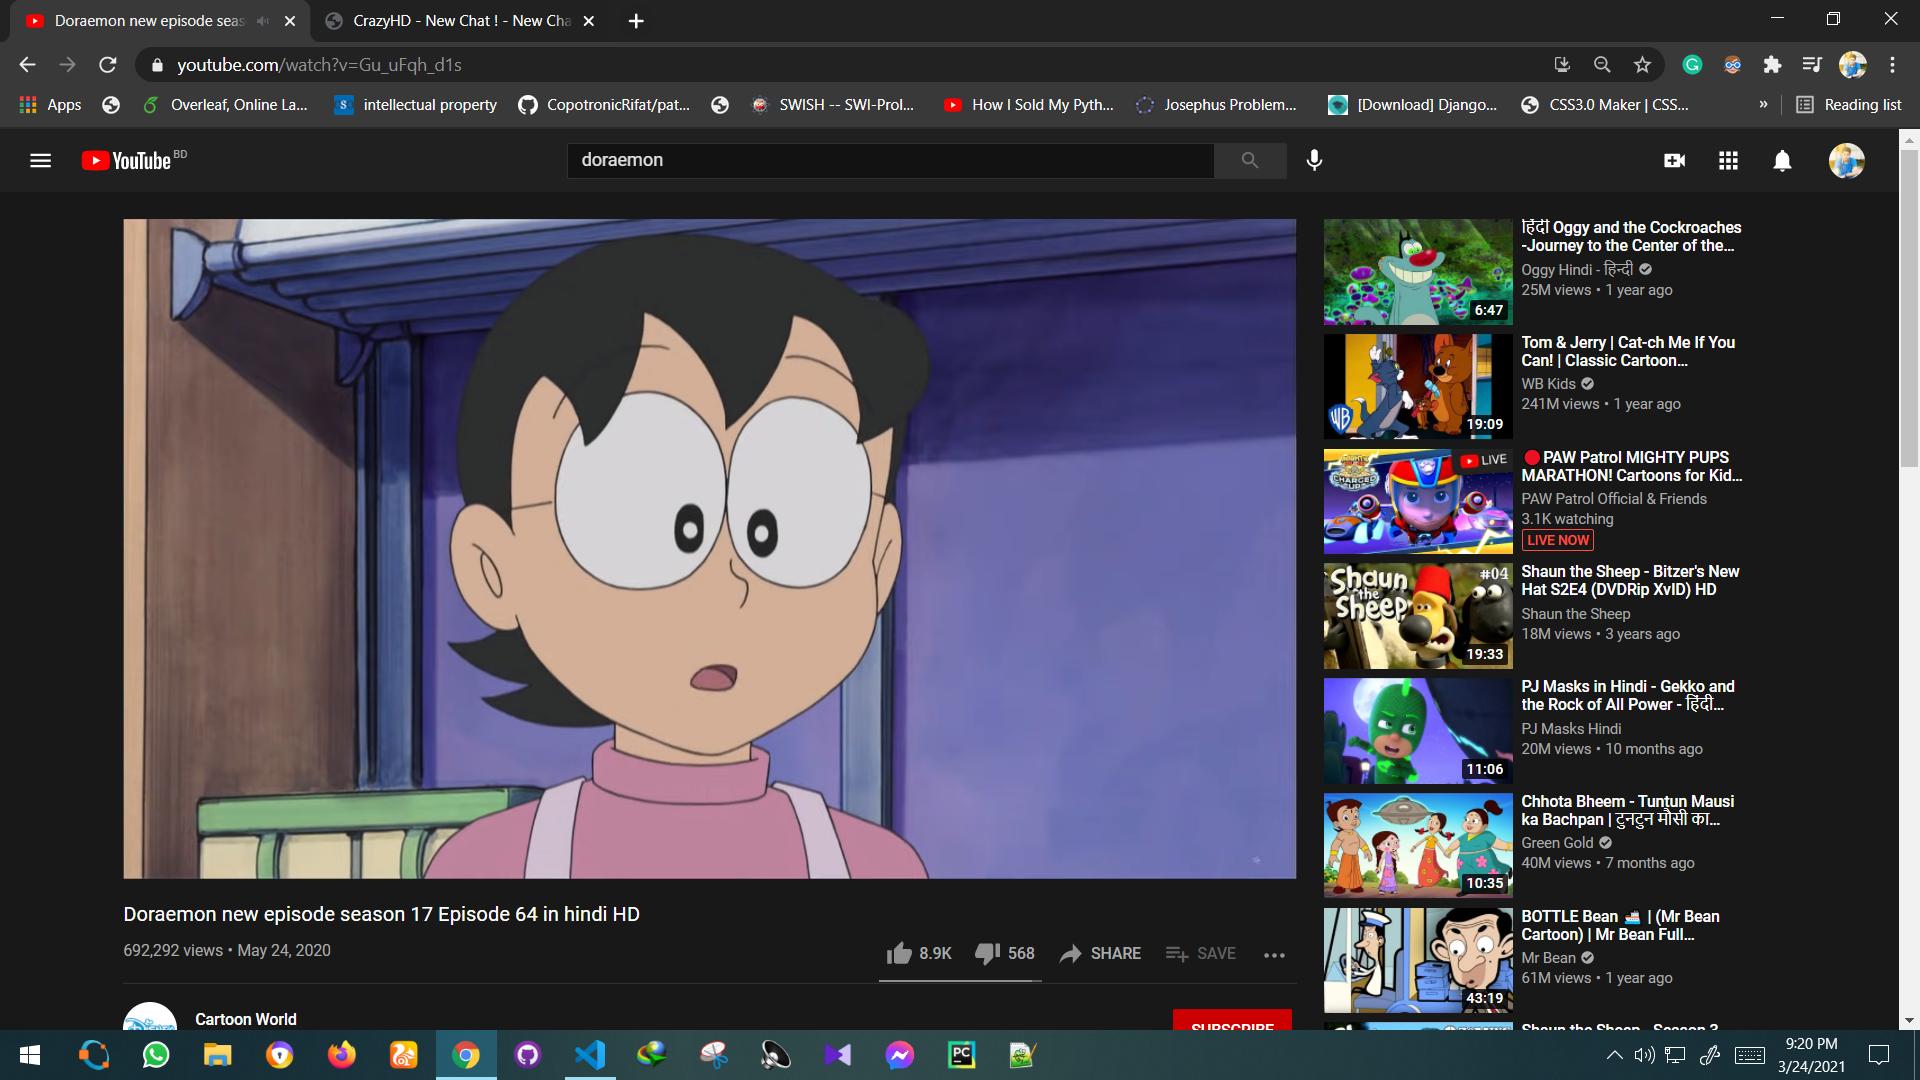 Doraemon new episode seas
CrazyHD - New Chat ! - New Cha
youtube.com/watch?v=Gu_uFqh_d1s
Apps
Overleaf, Online La...
intellectual property
CopotronicRifat/pat...
SWISH -- SWI-Prol...
How I Sold My Pyth...
Josephus Problem...
[Download] Django...
CSS3.0 Maker | CSS...
»
Reading list
YouTube BD
doraemon
हिंदी Oggy and the Cockroaches
-Journey to the Center of the...
Oggy Hindi - हिन्दी
25M views • 1 year ago
6:47
Tom & Jerry | Cat-ch Me If You
Can! | Classic Cartoon...
WB Kids
241M views • 1 year ago
WB
19:09
PAW Patrol MIGHTY PUPS
MARATHON! Cartoons for Kid...
PAW Patrol Official & Friends
3.1K watching
LIVE NOW
LIVE
CHARGED
UP
Shaun the Sheep - Bitzer's New
Hat S2E4 (DVDRip XvID) HD
Shaun the Sheep
18M views • 3 years ago
Shaun
the
Sheep
#04
19:33
PJ Masks in Hindi - Gekko and
the Rock of All Power - हिंदी...
PJ Masks Hindi
20M views • 10 months ago
11:06
Chhota Bheem - Tuntun Mausi
ka Bachpan | टुनटुन मौसी का...
Green Gold
40M views • 7 months ago
10:35
BOTTLE Bean 🚢 | (Mr Bean
Cartoon) | Mr Bean Full...
Mr Bean
61M views • 1 year ago
43:19
Shaun the Sheep - Season 3
Doraemon new episode season 17 Episode 64 in hindi HD
692,292 views • May 24, 2020
8.9K
568
SHARE
SAVE
Cartoon World
SUBSCRIBE
PC
9:20 PM
3/24/2021